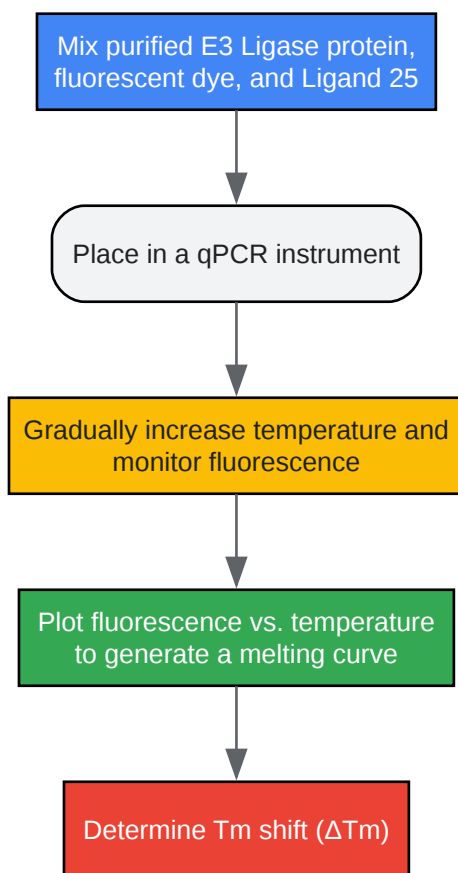 Mix purified E3 Ligase protein,
fluorescent dye, and Ligand 25
Place in a qPCR instrument
Gradually increase temperature and
monitor fluorescence
Plot fluorescence vs. temperature
to generate a melting curve
Determine Tm shift (ΔTm)